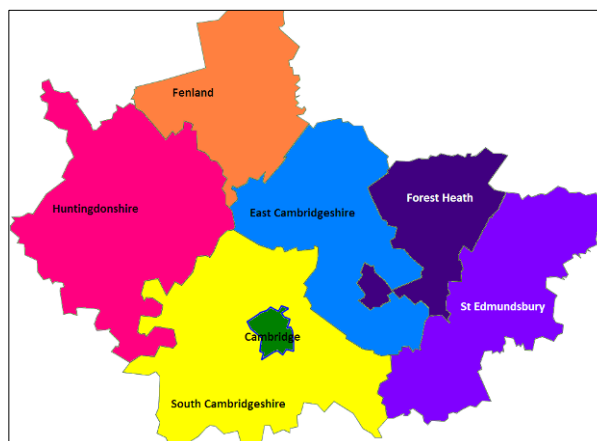 Fenland
Forest Heath
Huntingdonshire
East Cambridgeshire
St Edmundsbury
Cambridge
South Cambridgeshire